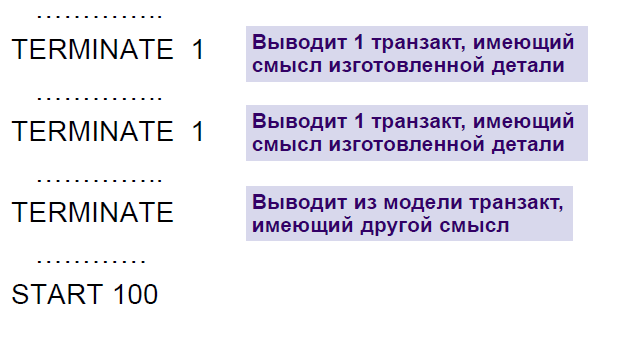 …………..
TERMINATE 1
Выводит 1 транзакт, имеющий
смысл изготовленной детали
…………..
TERMINATE 1
Выводит 1 транзакт, имеющий
смысл изготовленной детали
…………..
TERMINATE
Выводит из модели транзакт,
имеющий другой смысл
…………
START 100